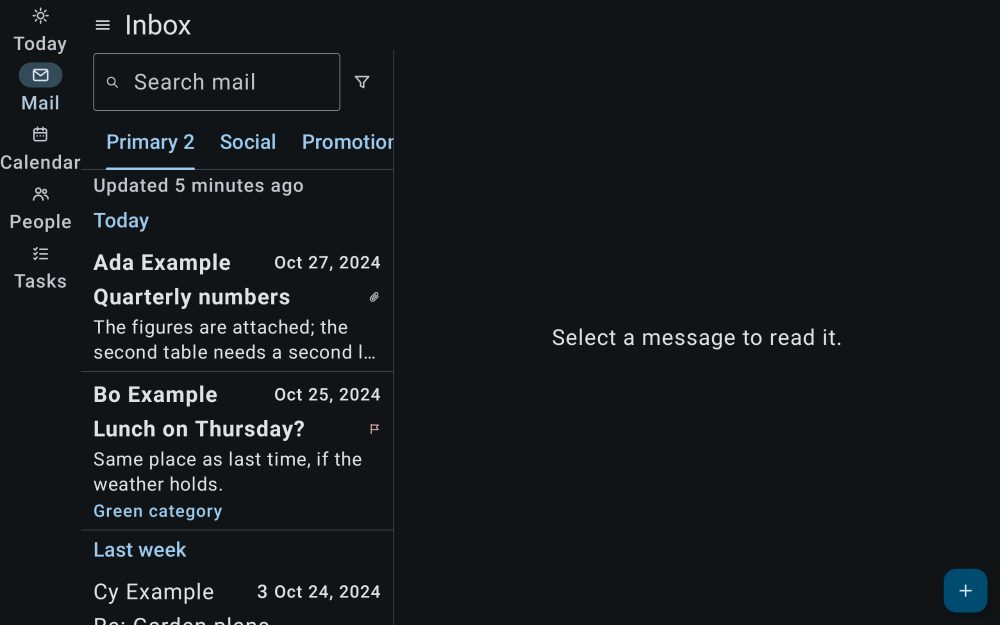 Today
Mail
Calendar
People
Tasks
Inbox
Search mail
Primary 2 Social Promotion
Updated 5 minutes ago
Today
Ada Example Oct 27, 2024
Quarterly numbers
The figures are attached; the
second table needs a second l…
Bo Example Oct 25, 2024
Lunch on Thursday?
Same place as last time, if the
weather holds.
Green category
Last week
Cy Example 3 Oct 24, 2024
Re: Garden plans
Select a message to read it.